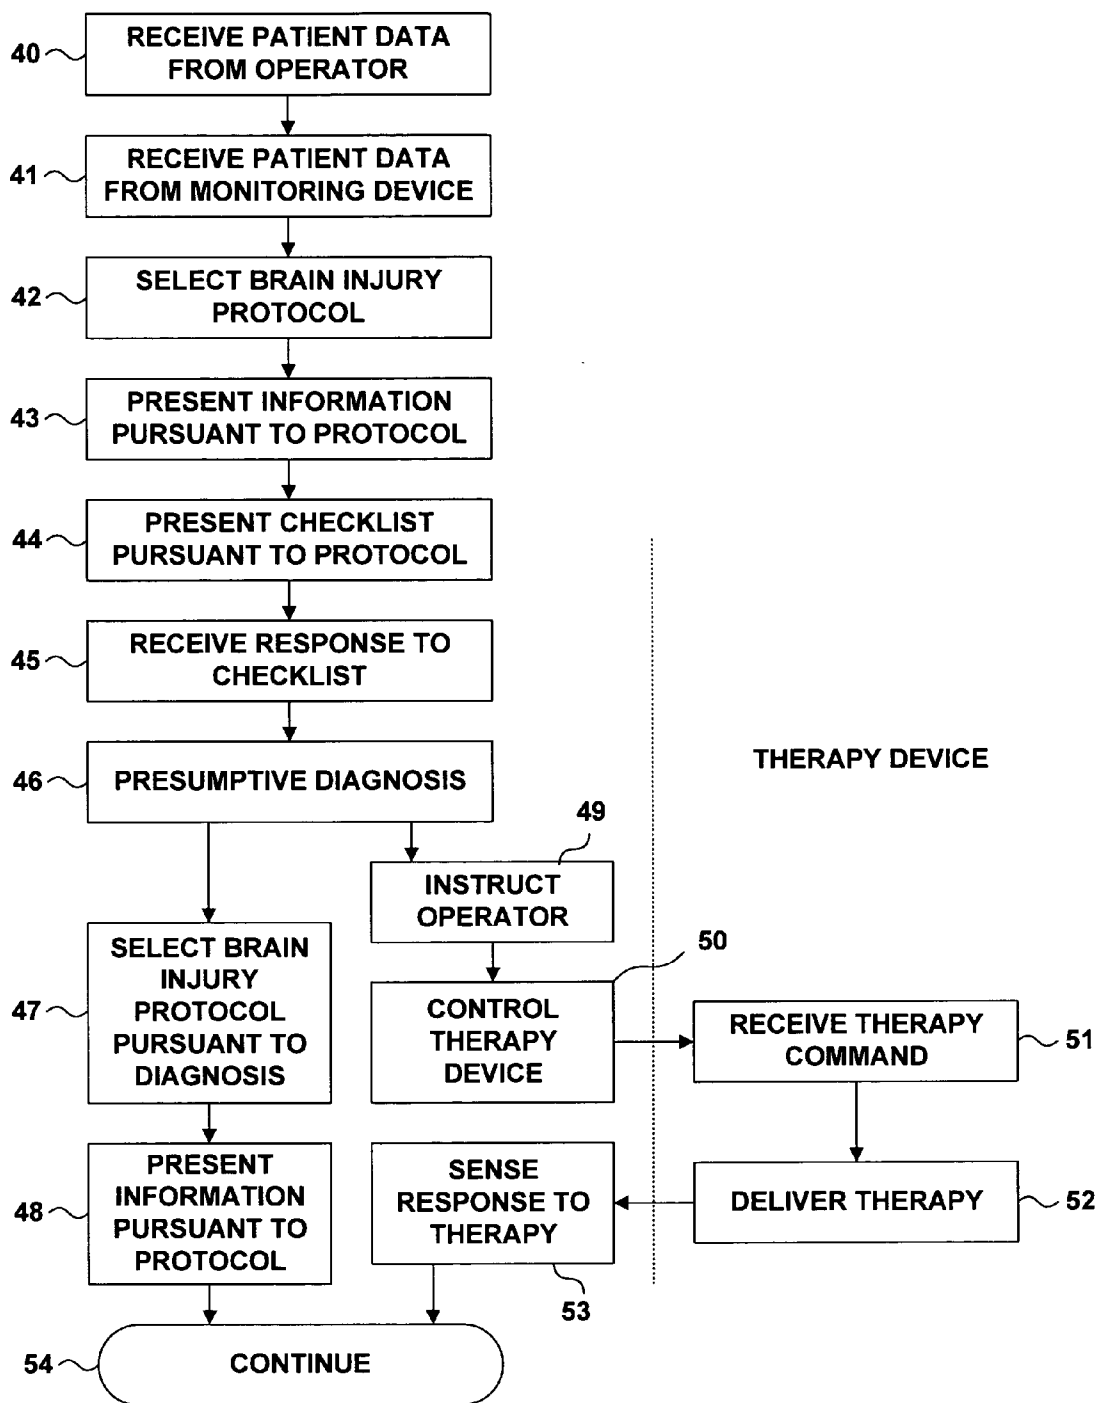 40
RECEIVE PATIENT DATA
FROM OPERATOR
41
RECEIVE PATIENT DATA
FROM MONITORING DEVICE
42
SELECT BRAIN INJURY
PROTOCOL
43
PRESENT INFORMATION
PURSUANT TO PROTOCOL
44
PRESENT CHECKLIST
PURSUANT TO PROTOCOL
45
RECEIVE RESPONSE TO
CHECKLIST
46
PRESUMPTIVE DIAGNOSIS
THERAPY DEVICE
49
INSTRUCT
OPERATOR
47
SELECT BRAIN
INJURY
PROTOCOL
PURSUANT TO
DIAGNOSIS
50
CONTROL
THERAPY
DEVICE
RECEIVE THERAPY
COMMAND
51
48
PRESENT
INFORMATION
PURSUANT TO
PROTOCOL
SENSE
RESPONSE TO
THERAPY
53
DELIVER THERAPY
52
54
CONTINUE